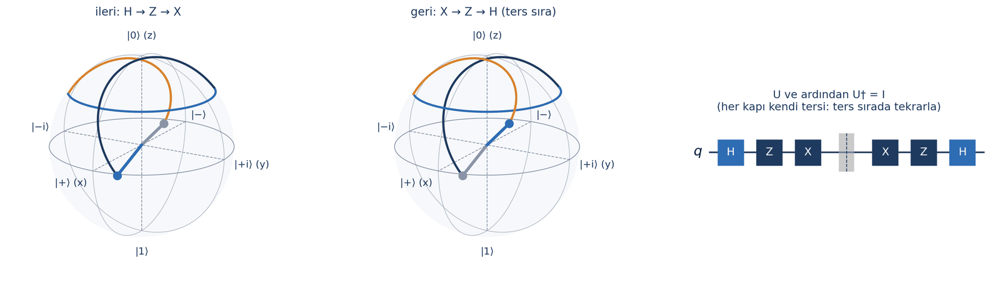 ileri: H → Z → X
|0⟩ (z)
|−⟩
|−i⟩
|+i⟩ (y)
|+⟩ (x)
|1⟩
geri: X → Z → H (ters sıra)
|0⟩ (z)
|−⟩
|−i⟩
|+i⟩ (y)
|+⟩ (x)
|1⟩
U ve ardından U† = I
(her kapı kendi tersi: ters sırada tekrarla)
q H Z X X Z H